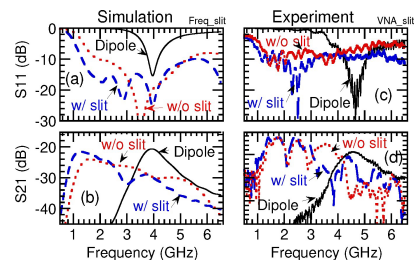 Simulation
Freq_slit
Experiment
VNA_slit
S11 (dB)
0
-10
-20
-30
Dipole
(a)
w/ slit
w/o slit
w/o slit
w/ slit
Dipole
(c)
S21 (dB)
-20
-30
-40
w/o slit
Dipole
(b)
w/ slit
w/o slit
(d)
w/ slit
Dipole
1 2 3 4 5 6
1 2 3 4 5 6
Frequency (GHz)
Frequency (GHz)